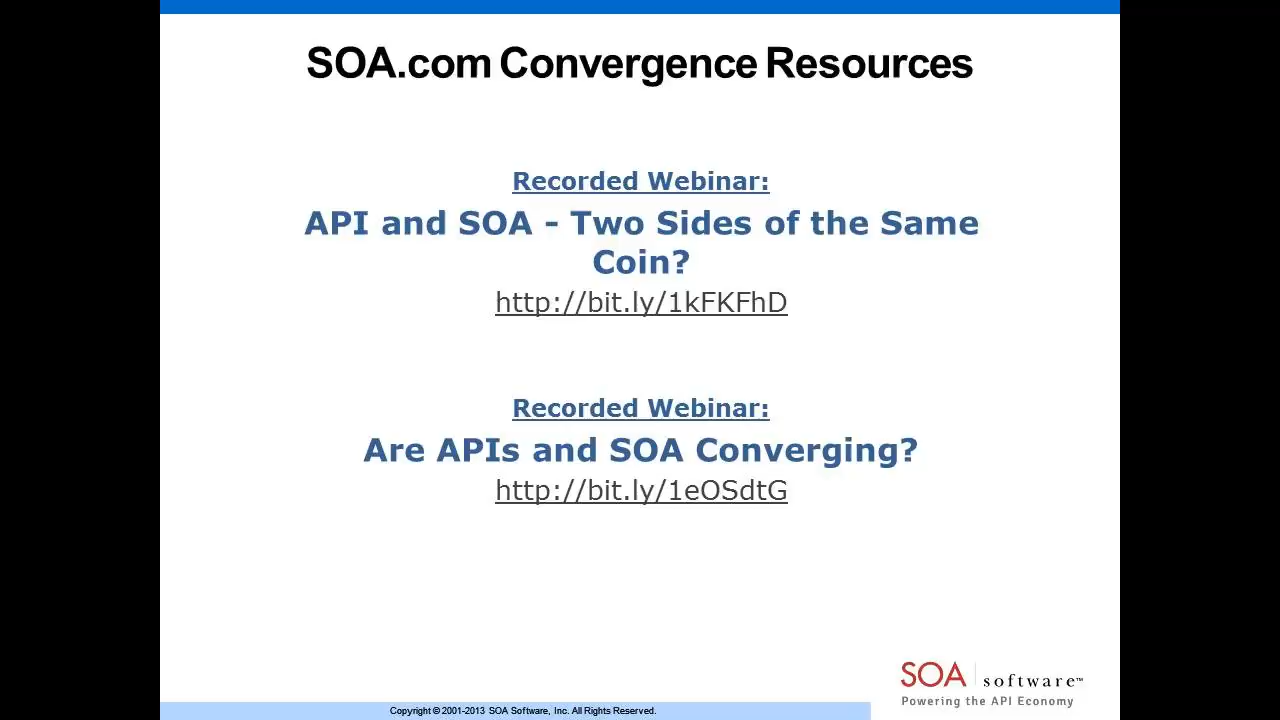 SOA.com Convergence Resources
Recorded Webinar:
API and SOA - Two Sides of the Same
Coin?
http://bit.ly/1kFKFhD
Recorded Webinar:
Are APIs and SOA Converging?
http://bit.ly/1eOSdtG
SOA software™
Powering the API Economy
Copyright © 2001-2013 SOA Software, Inc. All Rights Reserved.